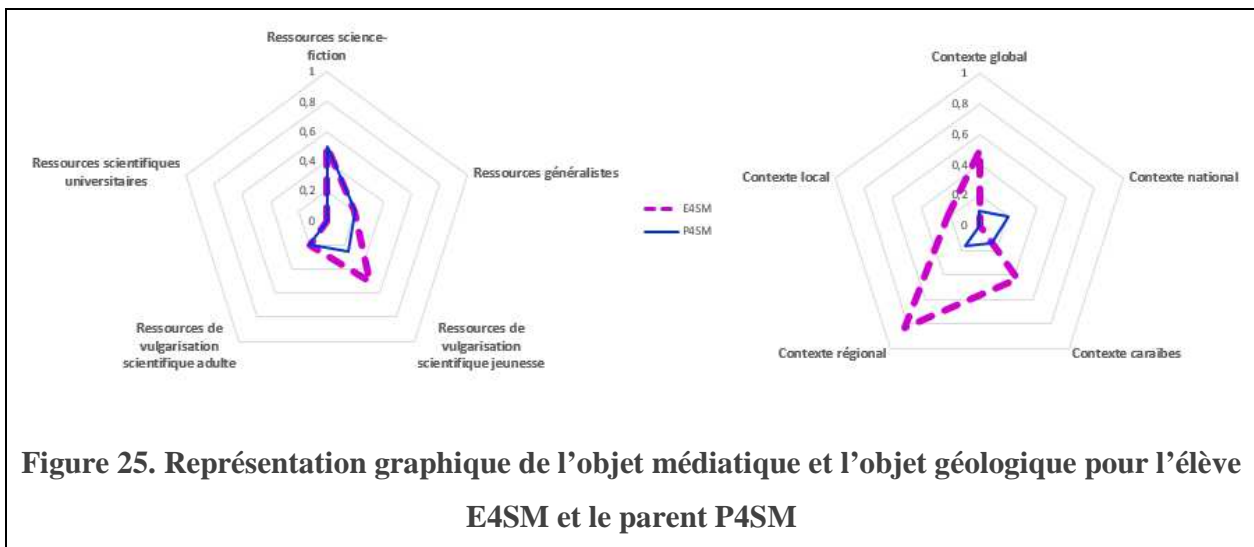 Ressources science-
fiction
1
0,8
0,6
0,4
0,2
0
Ressources généralistes
Ressources de
vulgarisation
scientifique jeunesse
Ressources de
vulgarisation
scientifique adulte
Ressources scientifiques
universitaires
E4SM
P4SM
Contexte global
1
0,8
0,6
0,4
0,2
0
Contexte national
Contexte caraïbes
Contexte régional
Contexte local
Figure 25. Représentation graphique de l’objet médiatique et l’objet géologique pour l’élève
E4SM et le parent P4SM